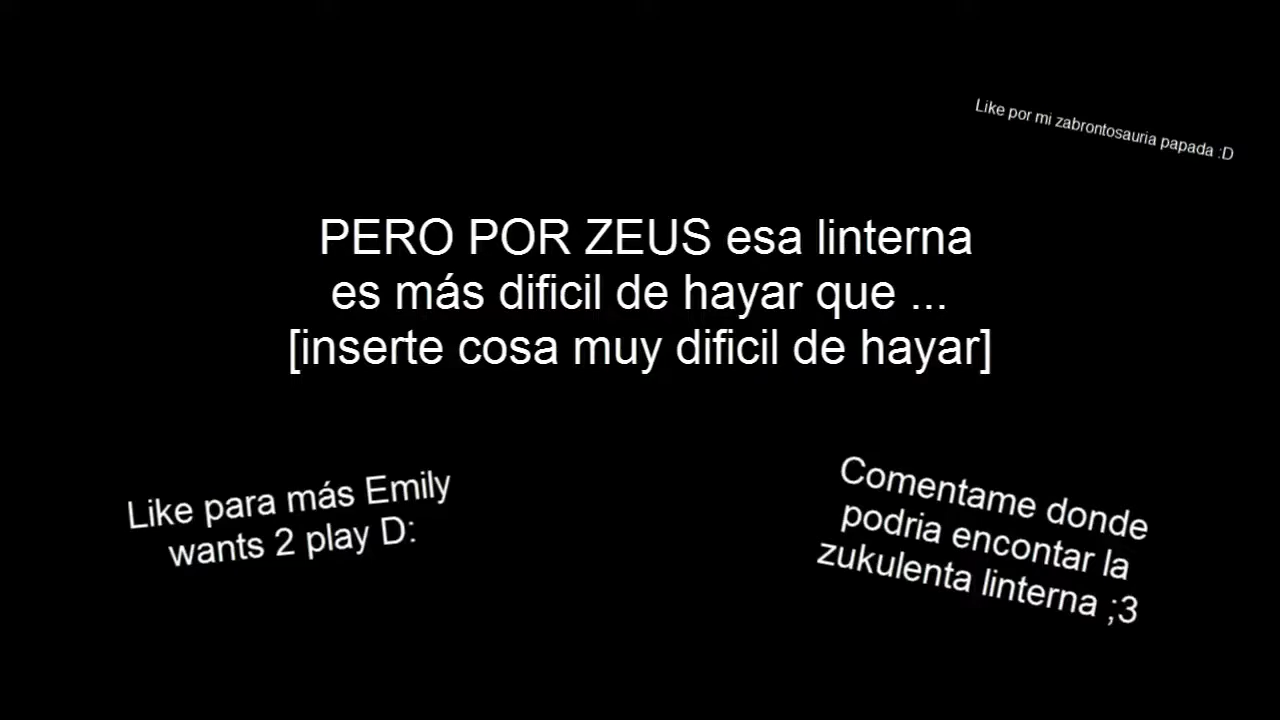 Like por mi zabrontosauria papada :D
PERO POR ZEUS esa linterna
es más dificil de hayar que ...
[inserte cosa muy dificil de hayar]
Like para más Emily
wants 2 play D:
Comentame donde
podria encontar la
zukulenta linterna ;3